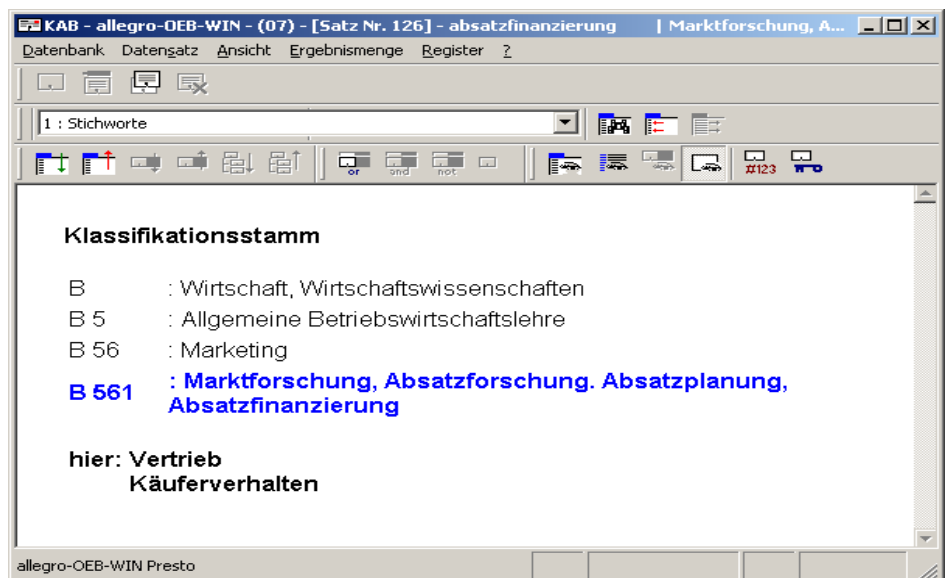 KAB - allegro-OEB-WIN - (07) - [Satz Nr. 126] - absatzfinanzierung | Marktforschung, A...
Datenbank Datensatz Ansicht Ergebnismenge Register ?
1 : Stichworte
or and not #123
Klassifikationsstamm
B : Wirtschaft, Wirtschaftswissenschaften
B 5 : Allgemeine Betriebswirtschaftslehre
B 56 : Marketing
B 561 : Marktforschung, Absatzforschung. Absatzplanung,
Absatzfinanzierung
hier: Vertrieb
Käuferverhalten
allegro-OEB-WIN Presto